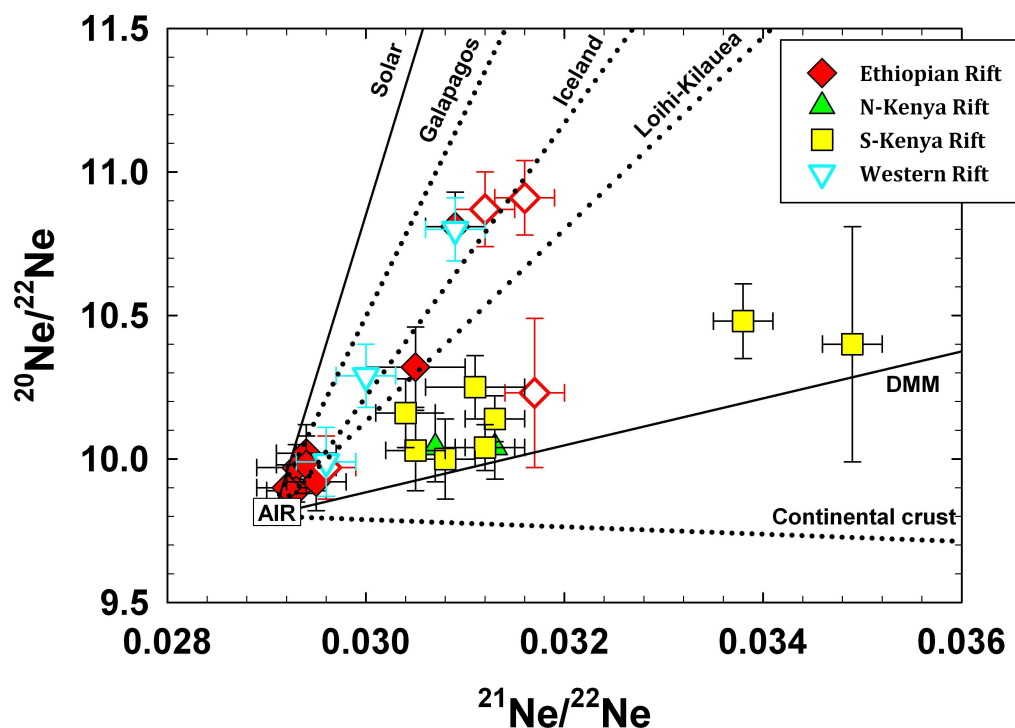 11.5
11.0
10.5
10.0
9.5
20Ne/22Ne
Solar
Galapagos
Iceland
Loihi-Kilauea
Ethiopian Rift
N-Kenya Rift
S-Kenya Rift
Western Rift
DMM
AIR
Continental crust
0.028
0.030
0.032
0.034
0.036
21Ne/22Ne